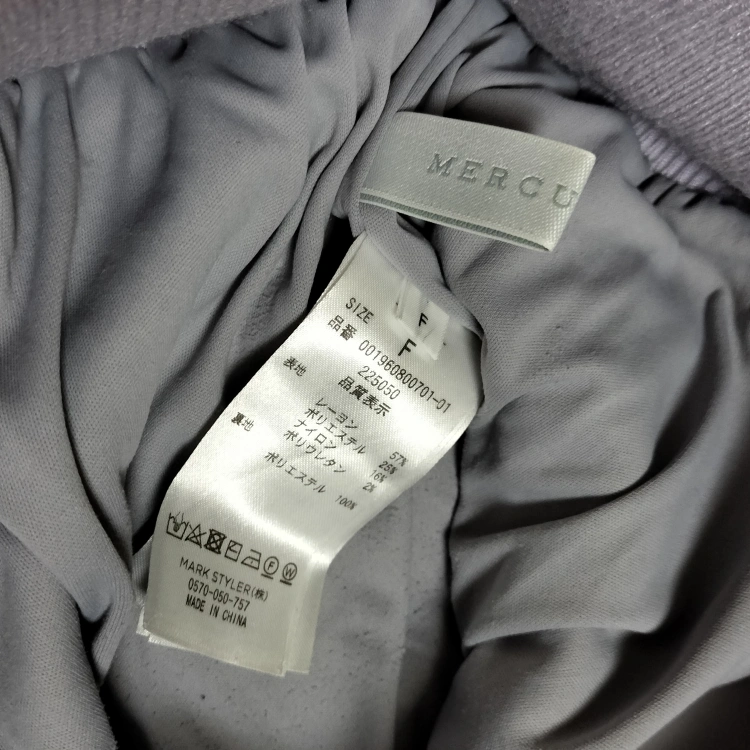 MERCU
F
SIZE F
品番 001960800701-01
225050
品質表示
表地 レーヨン 57%
ポリエステル 25%
ナイロン 16%
ポリウレタン 2%
裏地 ポリエステル 100%
F W
MARK STYLER(株)
0570-050-757
MADE IN CHINA